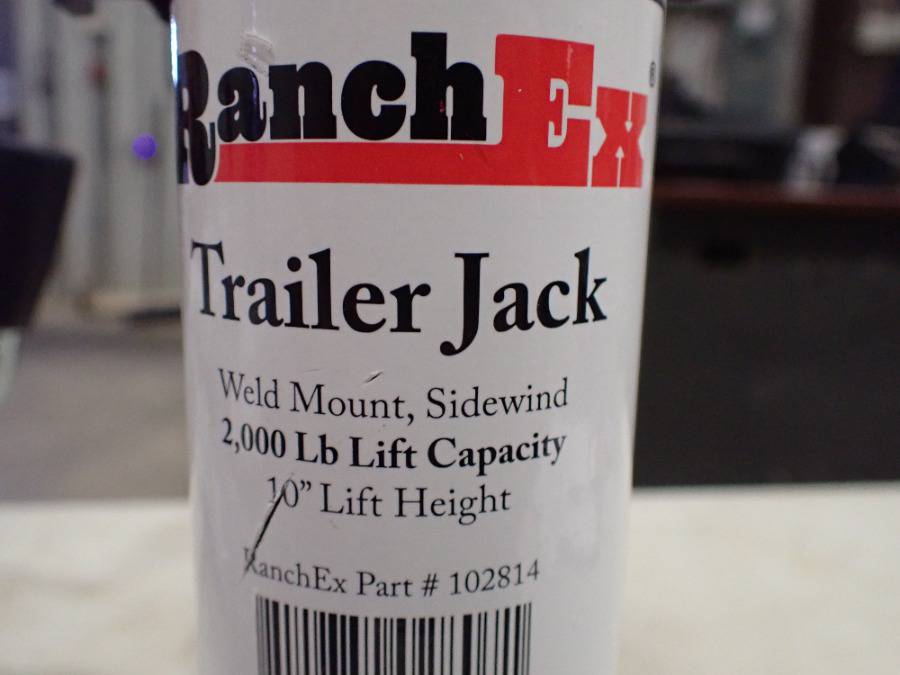 RanchEx®
Trailer Jack
Weld Mount, Sidewind
2,000 Lb Lift Capacity
10” Lift Height
RanchEx Part # 102814